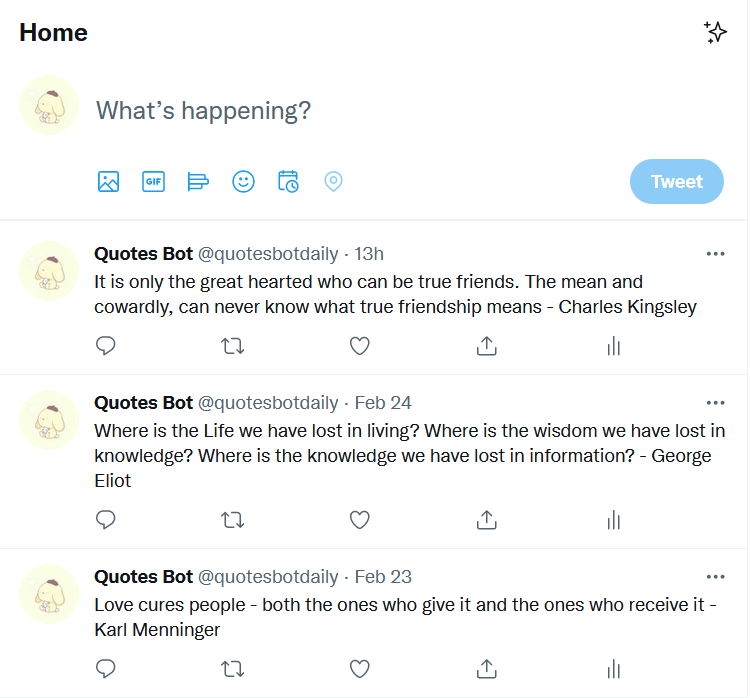 Home
What's happening?
GIF
Tweet
Quotes Bot @quotesbotdaily · 13h
It is only the great hearted who can be true friends. The mean and
cowardly, can never know what true friendship means - Charles Kingsley
Quotes Bot @quotesbotdaily · Feb 24
Where is the Life we have lost in living? Where is the wisdom we have lost in
knowledge? Where is the knowledge we have lost in information? - George
Eliot
Quotes Bot @quotesbotdaily · Feb 23
Love cures people - both the ones who give it and the ones who receive it -
Karl Menninger